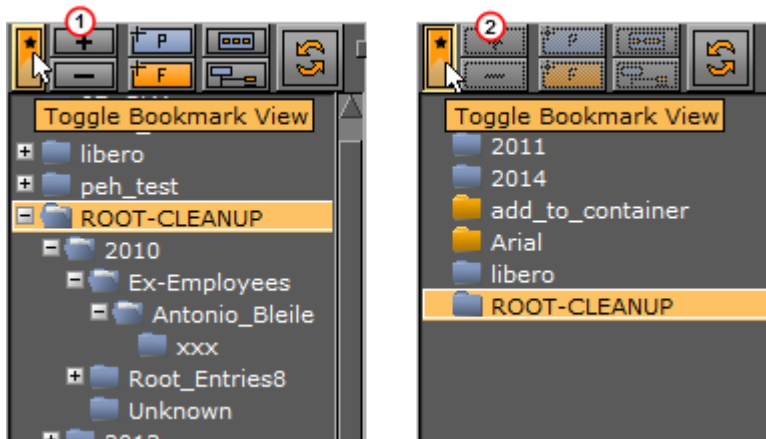 1
+
P
−
F
Toggle Bookmark View
libero
peh_test
ROOT-CLEANUP
2010
Ex-Employees
Antonio_Bleile
xxx
Root_Entries8
Unknown
2
P
F
Toggle Bookmark View
2011
2014
add_to_container
Arial
libero
ROOT-CLEANUP